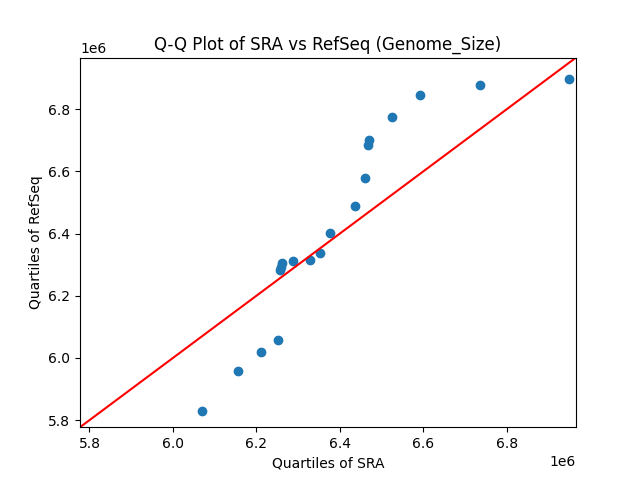 Q-Q Plot of SRA vs RefSeq (Genome_Size)
1e6
6.8
6.6
6.4
6.2
6.0
5.8
Quartiles of RefSeq
5.8 6.0 6.2 6.4 6.6 6.8
Quartiles of SRA
1e6